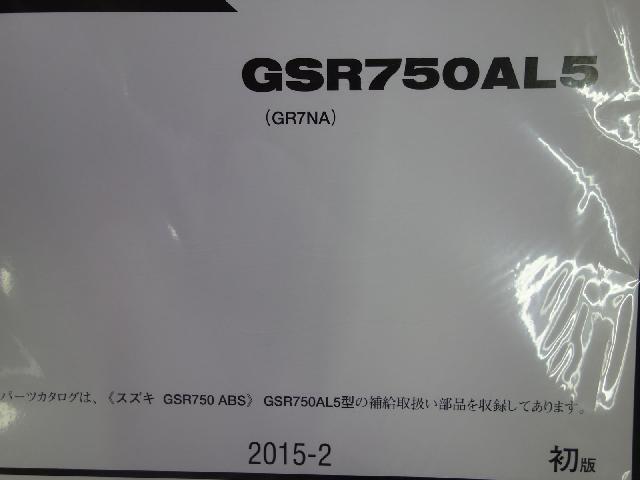 GSR750AL5
(GR7NA)
パーツカタログは、《スズキ GSR750 ABS》 GSR750AL5型の補給取扱い部品を収録してあります。
2015-2 初版